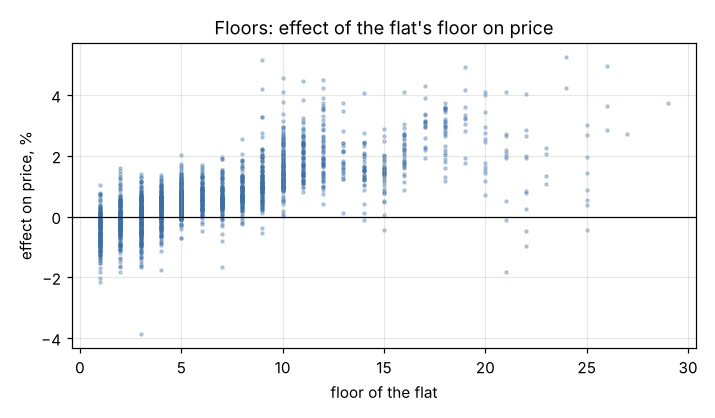 Floors: effect of the flat's floor on price
effect on price, %
4
2
0
−2
−4
0 5 10 15 20 25 30
floor of the flat